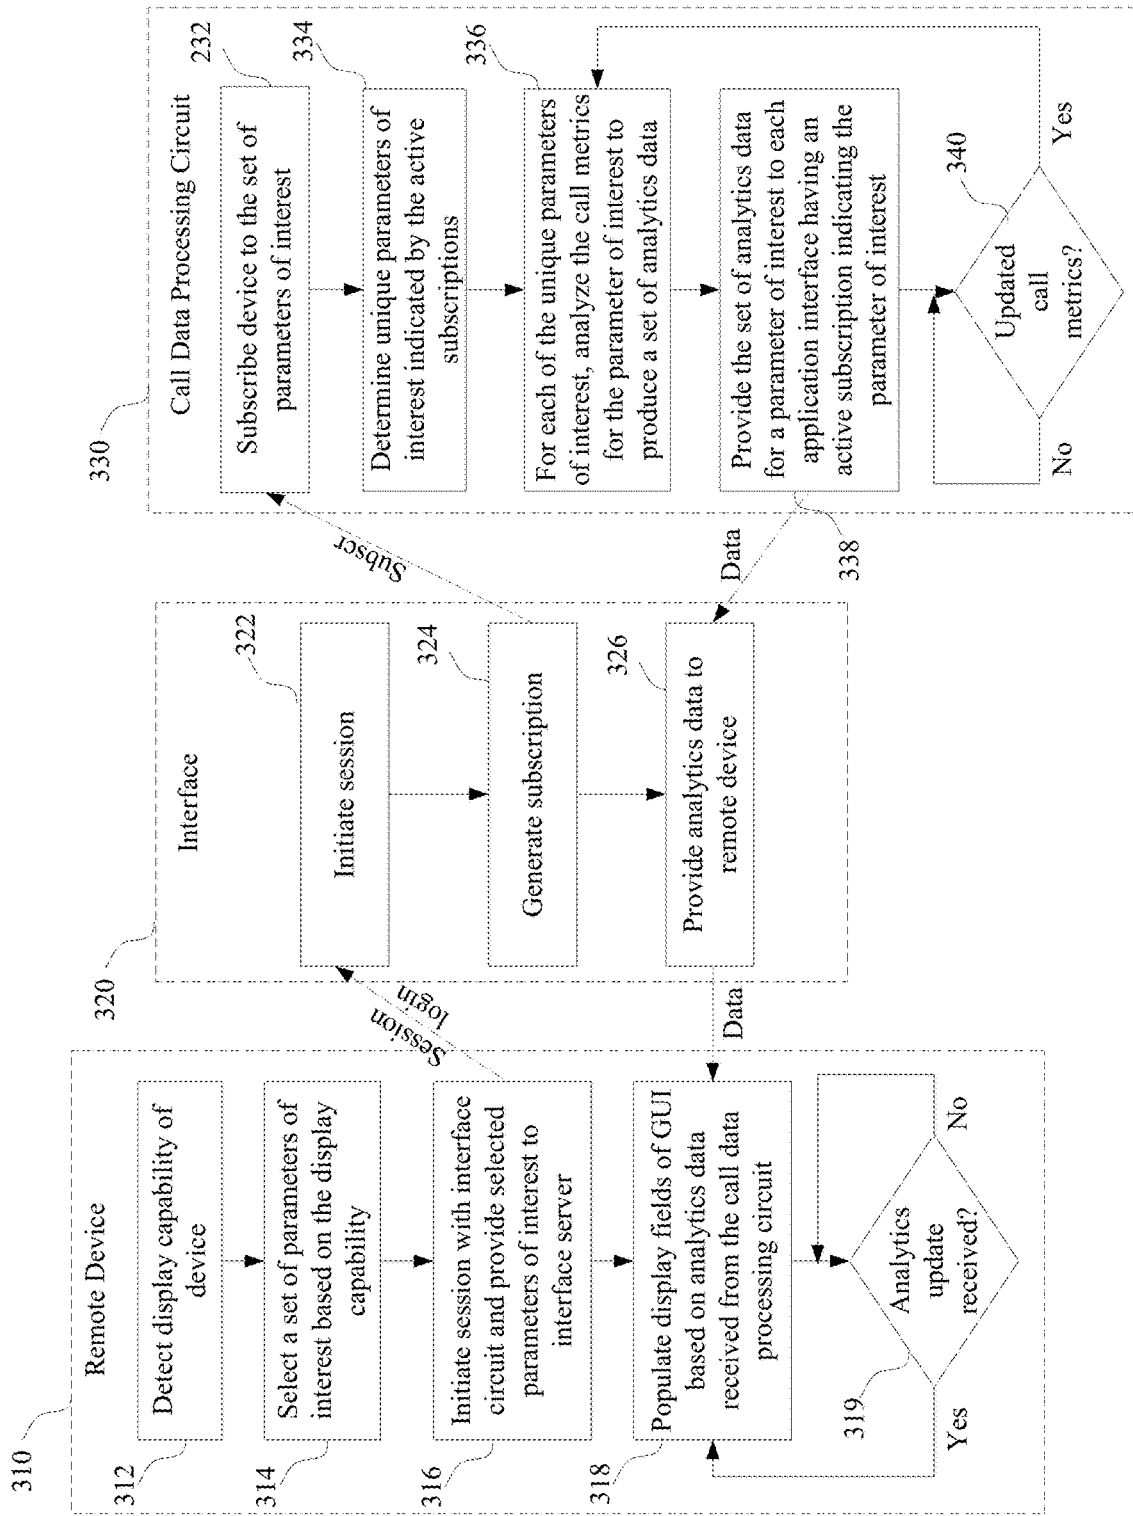 310
Remote Device
312
Detect display capability of
device
314
Select a set of parameters of
interest based on the display
capability
316
Initiate session with interface
circuit and provide selected
parameters of interest to
interface server
318
Populate display fields of GUI
based on analytics data
received from the call data
processing circuit
319
Analytics
update
received?
Yes
No
Session
login
Data
320
Interface
322
Initiate session
324
Generate subscription
326
Provide analytics data to
remote device
Subscr
Data
330
Call Data Processing Circuit
232
Subscribe device to the set of
parameters of interest
334
Determine unique parameters of
interest indicated by the active
subscriptions
336
For each of the unique parameters
of interest, analyze the call metrics
for the parameter of interest to
produce a set of analytics data
338
Provide the set of analytics data
for a parameter of interest to each
application interface having an
active subscription indicating the
parameter of interest
340
Updated
call
metrics?
No
Yes